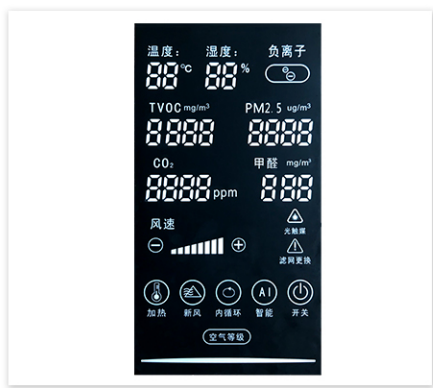 温度： 湿度： 负离子
88°C 88%
TVOC mg/m³ PM2.5 ug/m³
8888 8888
CO₂ 甲醛 mg/m³
8888 ppm 888
风速
光触媒
滤网更换
AI
加热 新风 内循环 智能 开关
空气等级